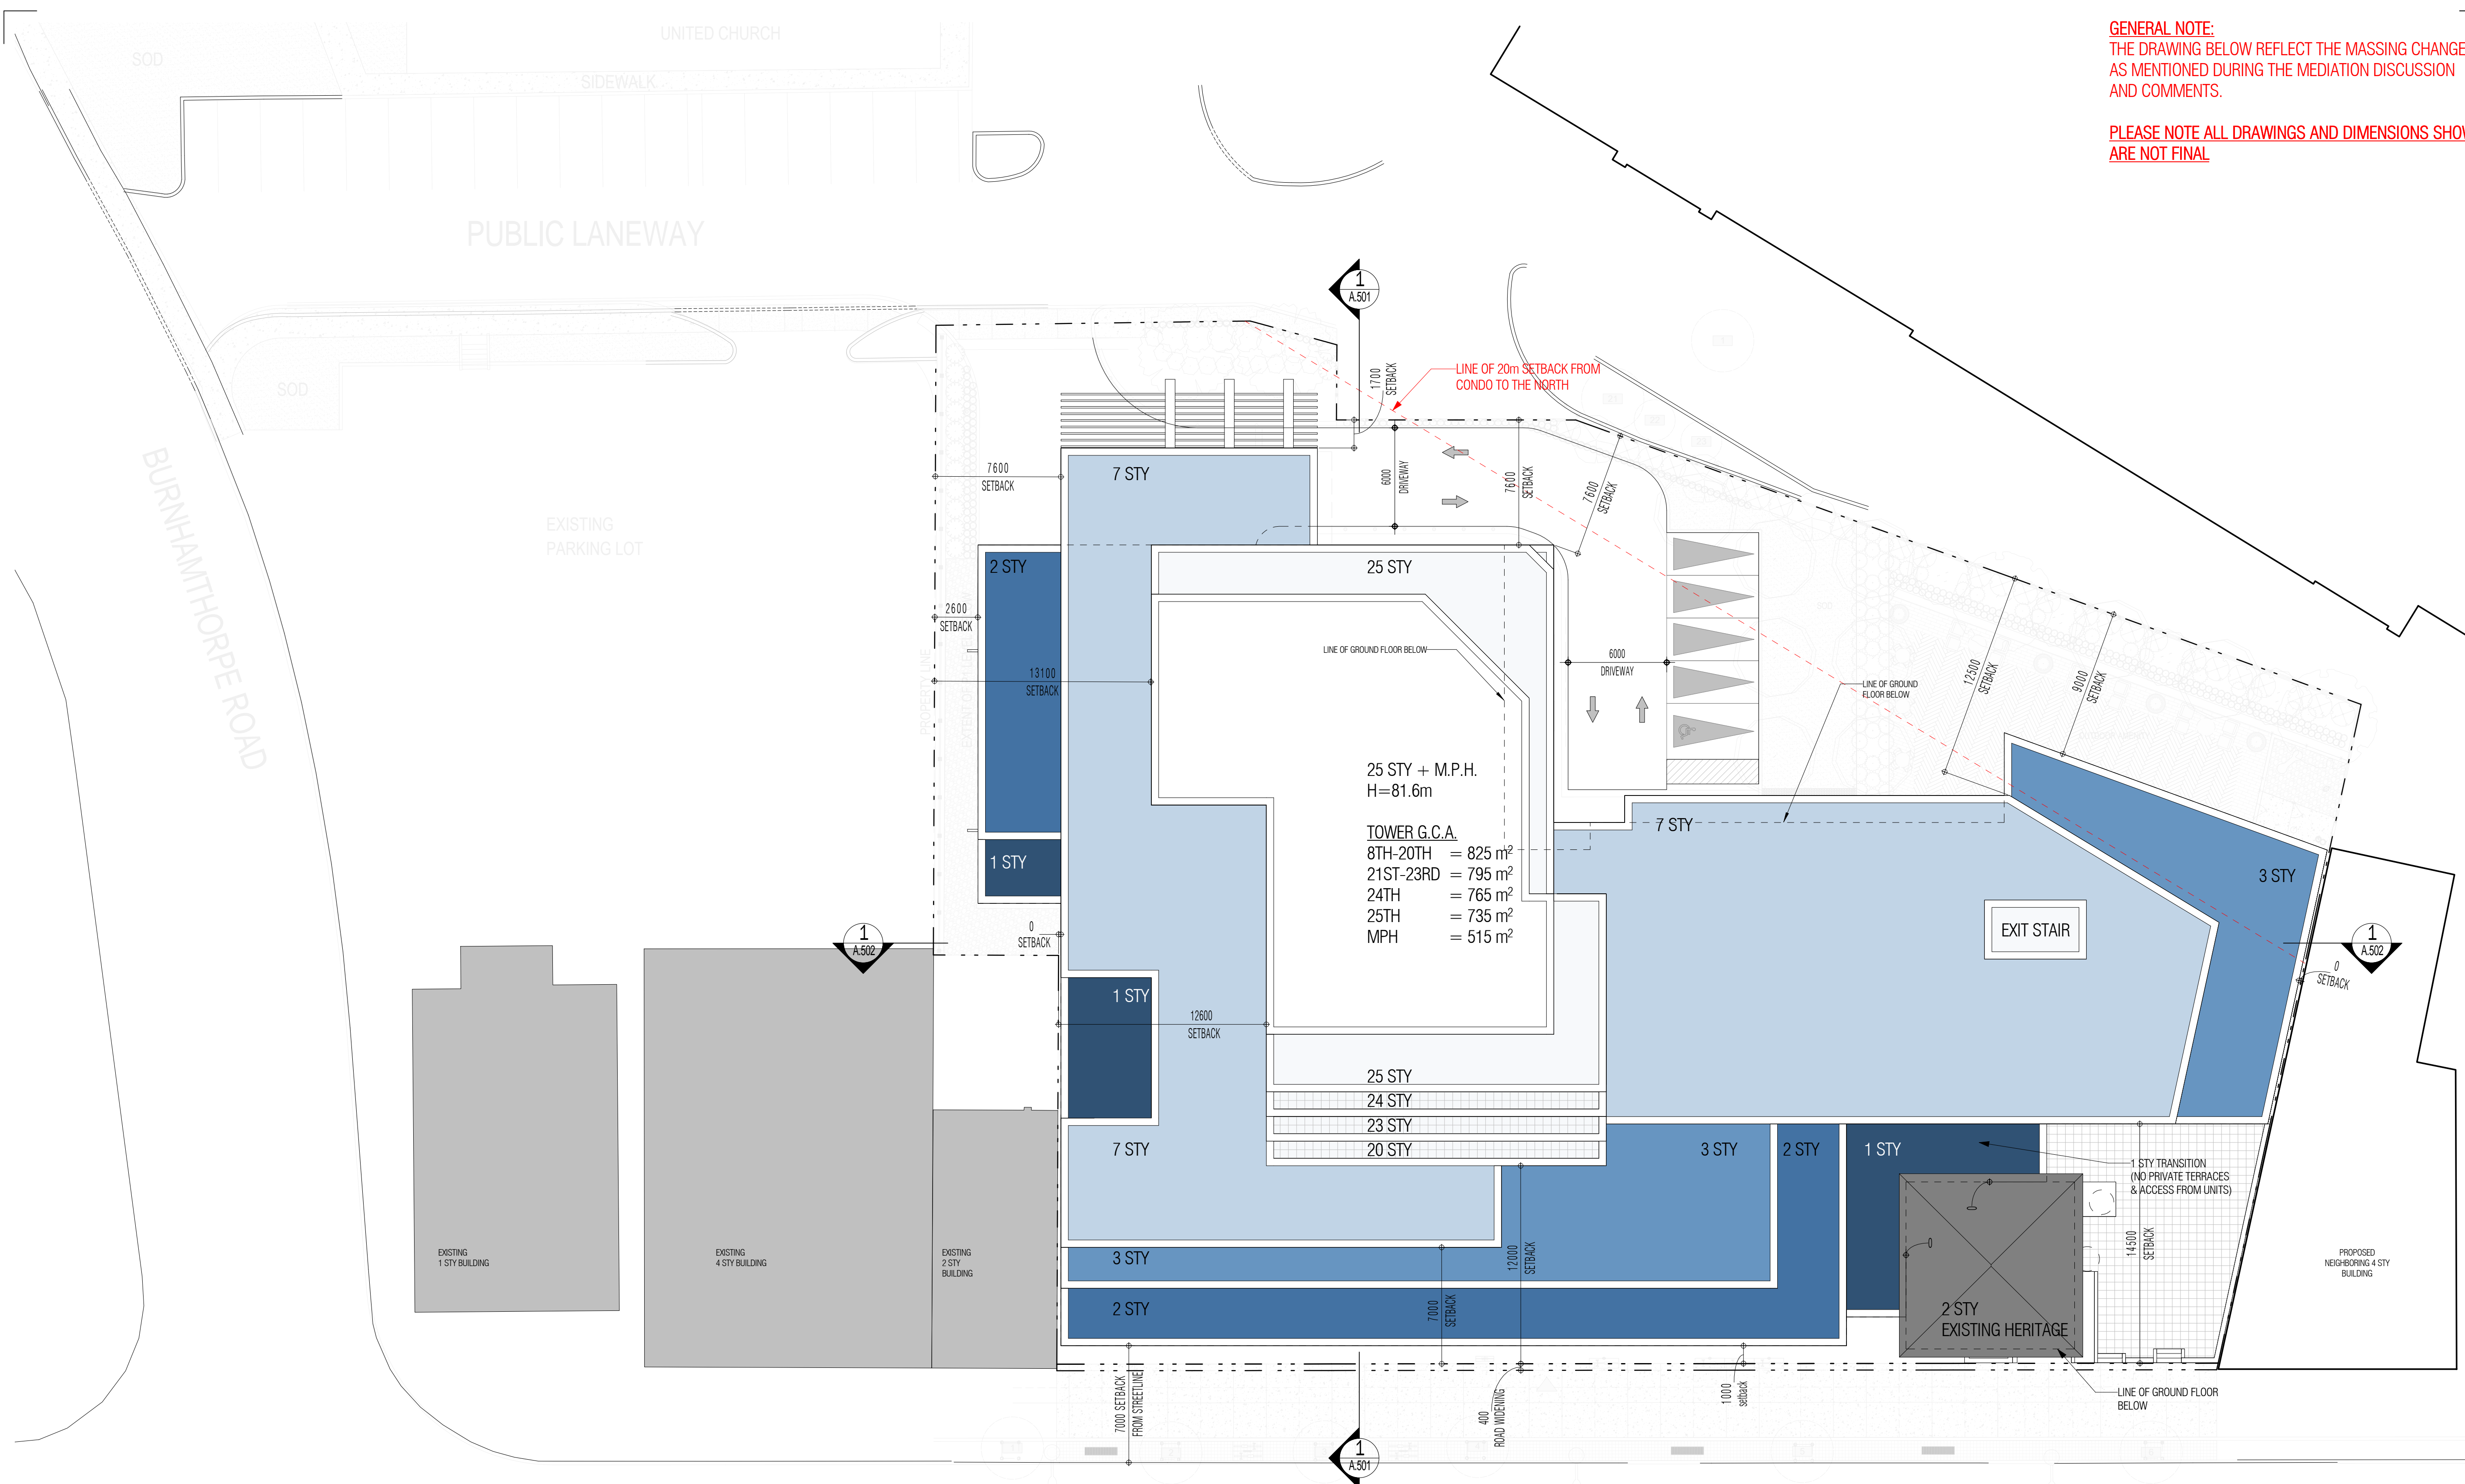 GENERAL NOTE:
THE DRAWING BELOW REFLECT THE MASSING CHANGE
AS MENTIONED DURING THE MEDIATION DISCUSSION
AND COMMENTS.
PLEASE NOTE ALL DRAWINGS AND DIMENSIONS SHOW
ARE NOT FINAL
UNITED CHURCH
SOD
SIDEWALK
PUBLIC LANEWAY
1
A.501
SOD
LINE OF 20m SETBACK FROM
CONDO TO THE NORTH
1700
SETBACK
BURNHAMTHORPE ROAD
EXISTING
PARKING LOT
7600
SETBACK
7 STY
6000
DRIVEWAY
7600
SETBACK
7600
SETBACK
2 STY
25 STY
2600
SETBACK
13100
SETBACK
PROPERTY LINE
LINE OF GROUND FLOOR BELOW
6000
DRIVEWAY
LINE OF GROUND
FLOOR BELOW
12500
SETBACK
9000
SETBACK
25 STY + M.P.H.
H=81.6m
TOWER G.C.A.
8TH-20TH = 825 m²
21ST-23RD = 795 m²
24TH = 765 m²
25TH = 735 m²
MPH = 515 m²
7 STY
1 STY
3 STY
EXIT STAIR
1
A.502
0
SETBACK
1
A.502
0
SETBACK
1 STY
12600
SETBACK
25 STY
24 STY
23 STY
20 STY
7 STY
3 STY
2 STY
1 STY
1 STY TRANSITION
(NO PRIVATE TERRACES
& ACCESS FROM UNITS)
14500
SETBACK
EXISTING
1 STY BUILDING
EXISTING
4 STY BUILDING
EXISTING
2 STY
BUILDING
3 STY
12000
SETBACK
7000
SETBACK
2 STY
2 STY
EXISTING HERITAGE
PROPOSED
NEIGHBORING 4 STY
BUILDING
7000 SETBACK
FROM STREETLINE
400
ROAD WIDENING
1000
setback
LINE OF GROUND FLOOR
BELOW
1
A.501